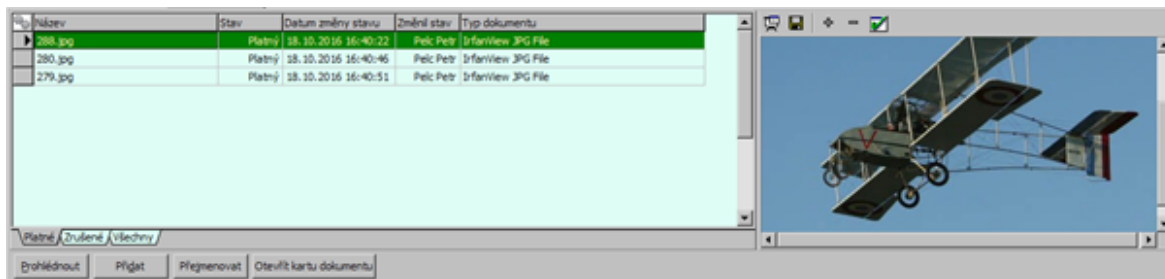 Název Stav Datum změny stavu Změnil stav Typ dokumentu
288.jpg Platný 18.10.2016 16:40:22 Pelc Petr IrfanView JPG File
280.jpg Platný 18.10.2016 16:40:46 Pelc Petr IrfanView JPG File
279.jpg Platný 18.10.2016 16:40:51 Pelc Petr IrfanView JPG File
Platné Zrušené Všechny
Prohlédnout Přidat Přejmenovat Otevřít kartu dokumentu